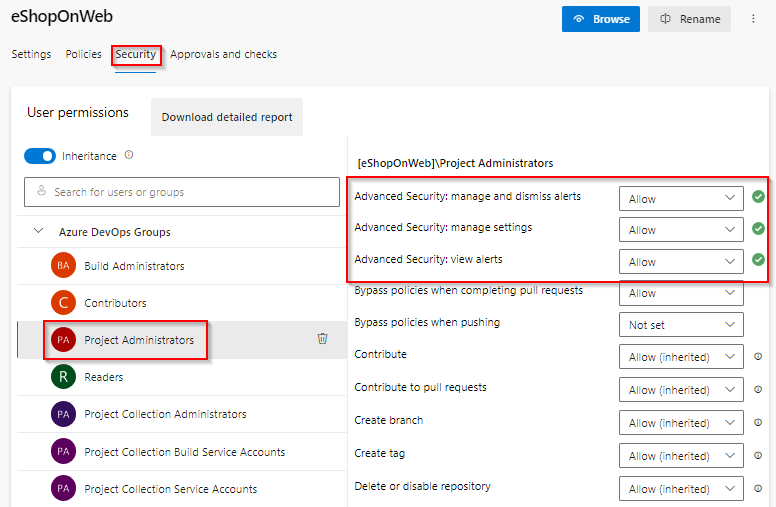 eShopOnWeb
Browse
Rename
Settings Policies Security Approvals and checks
User permissions
Download detailed report
Inheritance
Search for users or groups
Azure DevOps Groups
BA Build Administrators
C Contributors
PA Project Administrators
R Readers
PA Project Collection Administrators
PA Project Collection Build Service Accounts
PA Project Collection Service Accounts
[eShopOnWeb]\Project Administrators
Advanced Security: manage and dismiss alerts Allow
Advanced Security: manage settings Allow
Advanced Security: view alerts Allow
Bypass policies when completing pull requests Allow
Bypass policies when pushing Not set
Contribute Allow (inherited)
Contribute to pull requests Allow (inherited)
Create branch Allow (inherited)
Create tag Allow (inherited)
Delete or disable repository Allow (inherited)